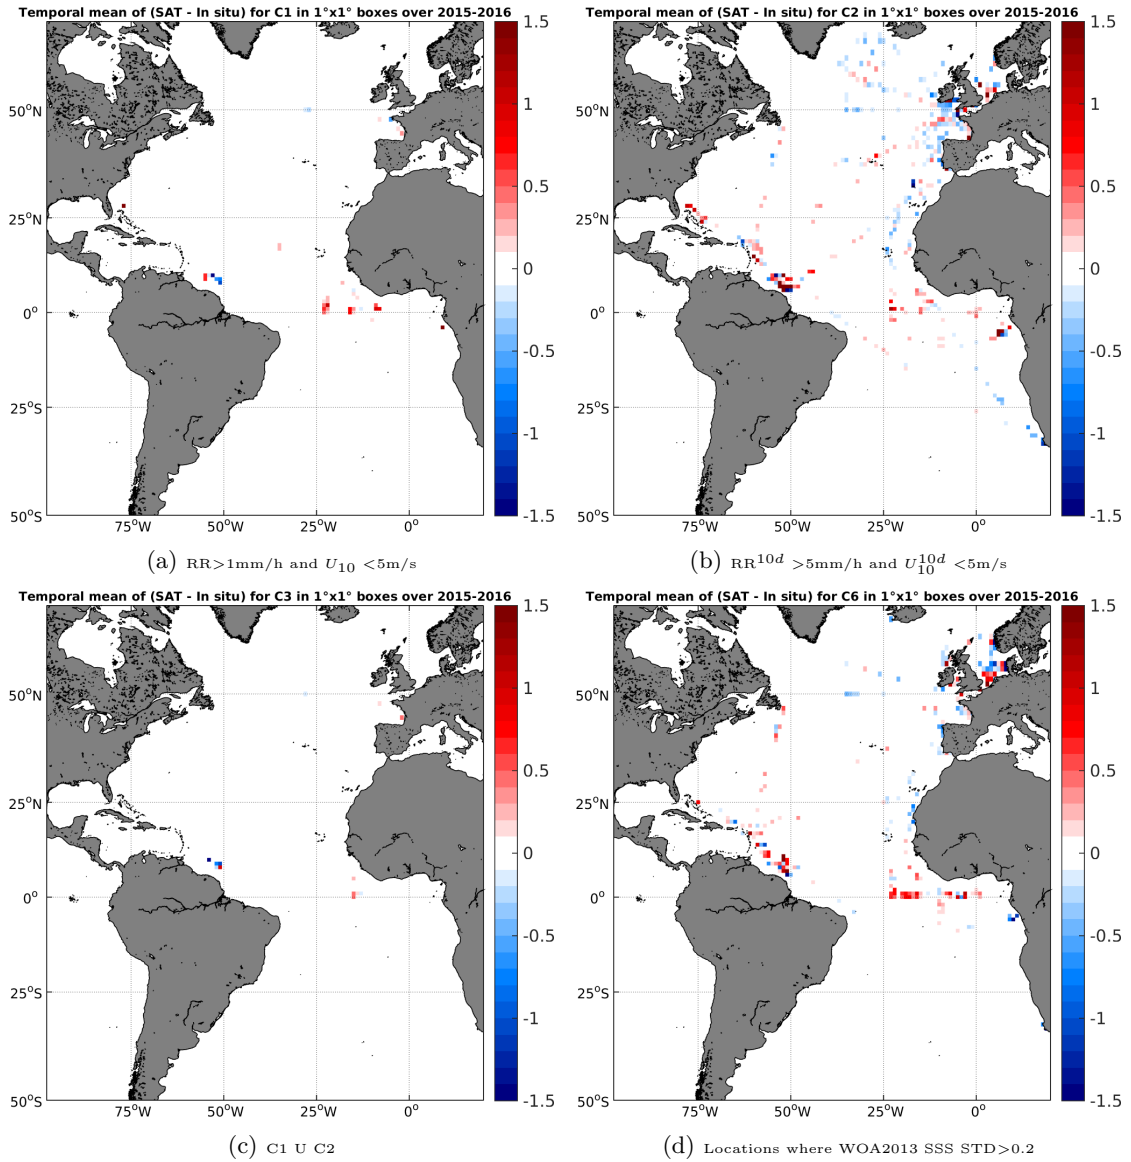 Temporal mean of (SAT - In situ) for C1 in 1°x1° boxes over 2015-2016
50°N
25°N
0°
25°S
50°S
75°W 50°W 25°W 0°
1.5
1
0.5
0
-0.5
-1
-1.5
(a) RR>1mm/h and U10 <5m/s
Temporal mean of (SAT - In situ) for C2 in 1°x1° boxes over 2015-2016
50°N
25°N
0°
25°S
50°S
75°W 50°W 25°W 0°
1.5
1
0.5
0
-0.5
-1
-1.5
(b) RR10d >5mm/h and U10d10 <5m/s
Temporal mean of (SAT - In situ) for C3 in 1°x1° boxes over 2015-2016
50°N
25°N
0°
25°S
50°S
75°W 50°W 25°W 0°
1.5
1
0.5
0
-0.5
-1
-1.5
(c) C1 U C2
Temporal mean of (SAT - In situ) for C6 in 1°x1° boxes over 2015-2016
50°N
25°N
0°
25°S
50°S
75°W 50°W 25°W 0°
1.5
1
0.5
0
-0.5
-1
-1.5
(d) Locations where WOA2013 SSS STD>0.2